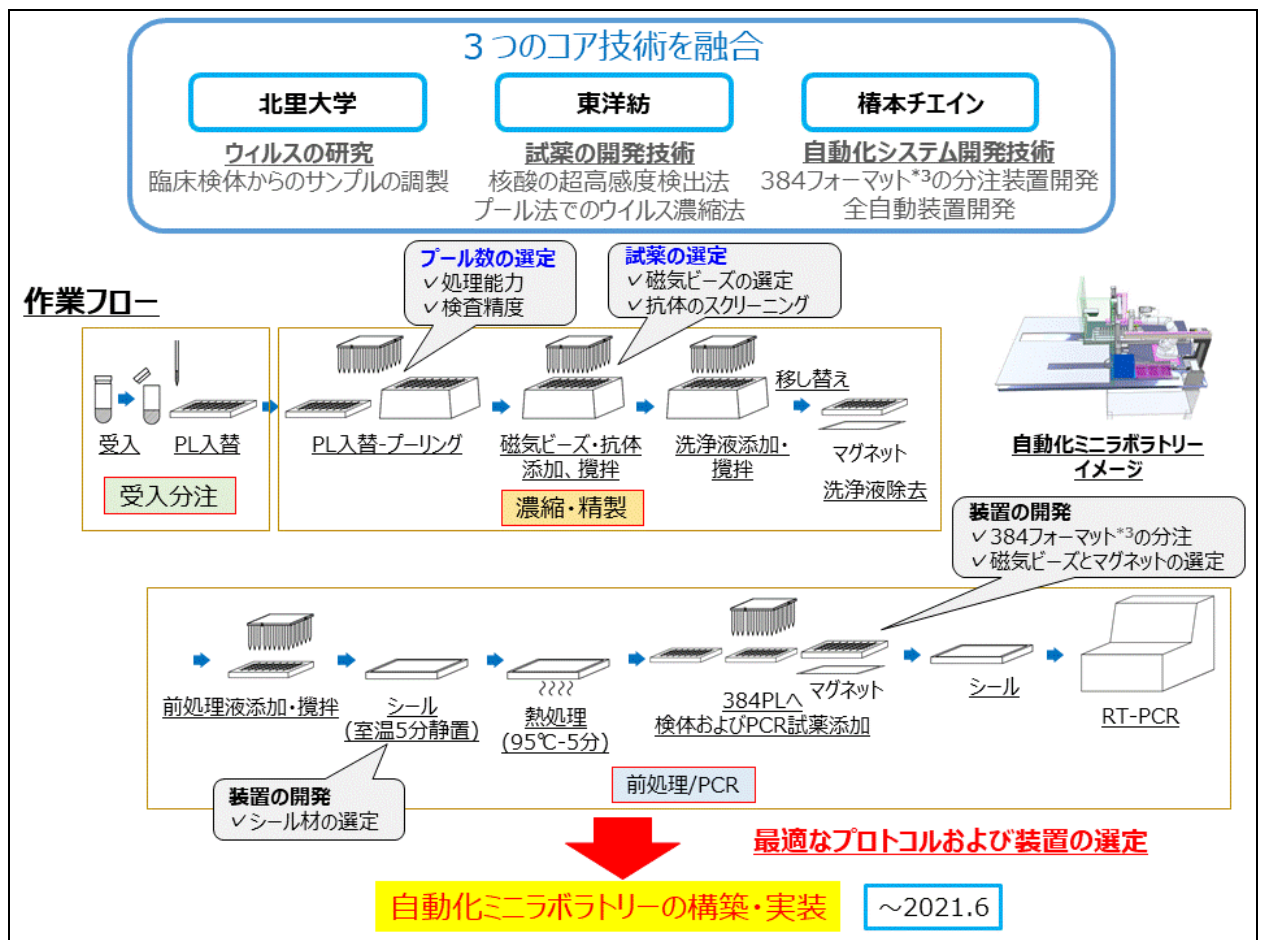 3つのコア技術を融合
北里大学
ウィルスの研究
臨床検体からのサンプルの調製
東洋紡
試薬の開発技術
核酸の超高感度検出法
プール法でのウイルス濃縮法
椿本チエイン
自動化システム開発技術
384フォーマット*3の分注装置開発
全自動装置開発
作業フロー
プール数の選定
✓処理能力
✓検査精度
試薬の選定
✓磁気ビーズの選定
✓抗体のスクリーニング
受入
PL入替
受入分注
PL入替-プーリング
磁気ビーズ・抗体
添加、攪拌
洗浄液添加・
攪拌
移し替え
マグネット
洗浄液除去
濃縮・精製
自動化ミニラボラトリー
イメージ
装置の開発
✓384フォーマット*3の分注
✓磁気ビーズとマグネットの選定
前処理液添加・攪拌
シール
(室温5分静置)
熱処理
(95℃-5分)
384PLへ
検体およびPCR試薬添加
マグネット
シール
RT-PCR
装置の開発
✓シール材の選定
前処理/PCR
最適なプロトコルおよび装置の選定
自動化ミニラボラトリーの構築・実装
～2021.6